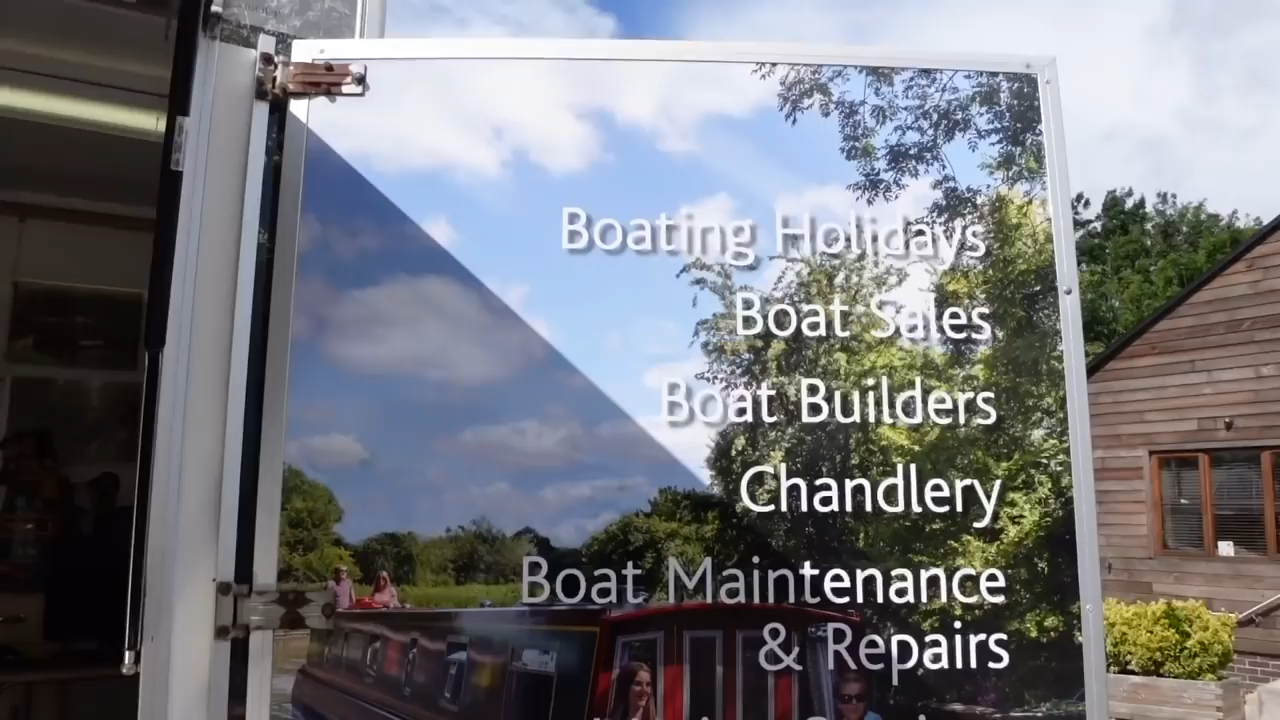 Boating Holidays
Boat Sales
Boat Builders
Chandlery
Boat Maintenance
& Repairs